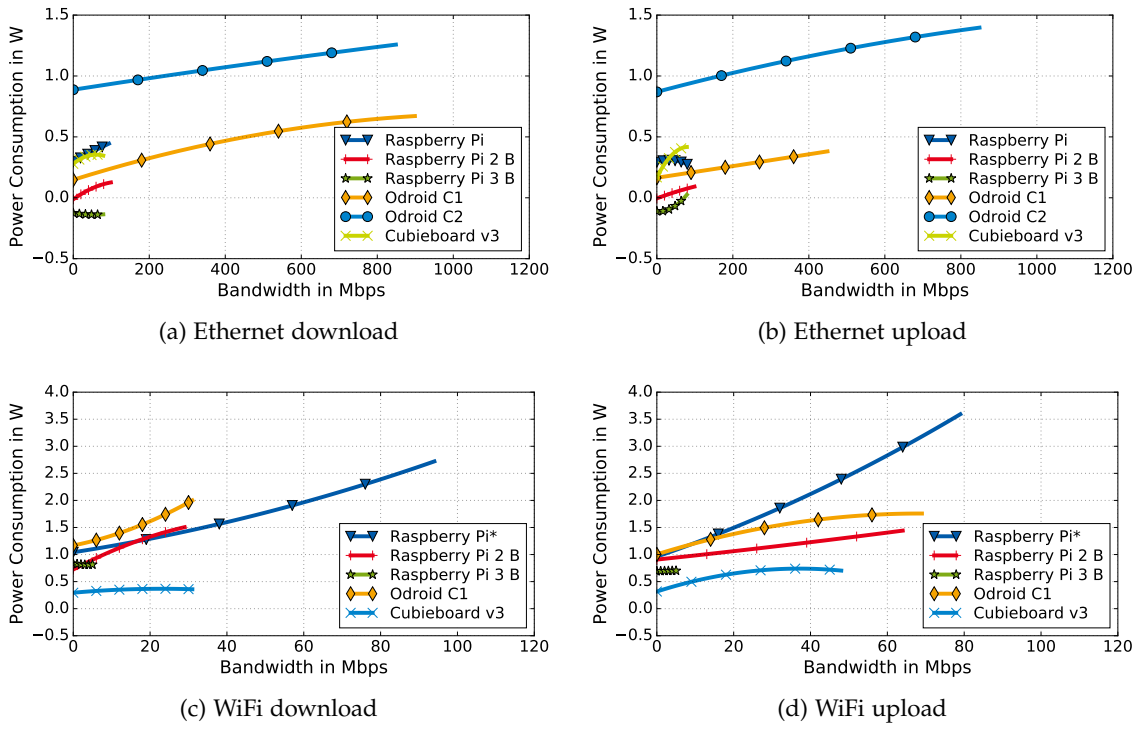 1.5
1.0
0.5
0.0
−0.5
Power Consumption in W
0 200 400 600 800 1000 1200
Bandwidth in Mbps
Raspberry Pi
Raspberry Pi 2 B
Raspberry Pi 3 B
Odroid C1
Odroid C2
Cubieboard v3
(a) Ethernet download
1.5
1.0
0.5
0.0
−0.5
Power Consumption in W
0 200 400 600 800 1000 1200
Bandwidth in Mbps
Raspberry Pi
Raspberry Pi 2 B
Raspberry Pi 3 B
Odroid C1
Odroid C2
Cubieboard v3
(b) Ethernet upload
4.0
3.5
3.0
2.5
2.0
1.5
1.0
0.5
0.0
−0.5
Power Consumption in W
0 20 40 60 80 100 120
Bandwidth in Mbps
Raspberry Pi*
Raspberry Pi 2 B
Raspberry Pi 3 B
Odroid C1
Cubieboard v3
(c) WiFi download
4.0
3.5
3.0
2.5
2.0
1.5
1.0
0.5
0.0
−0.5
Power Consumption in W
0 20 40 60 80 100 120
Bandwidth in Mbps
Raspberry Pi*
Raspberry Pi 2 B
Raspberry Pi 3 B
Odroid C1
Cubieboard v3
(d) WiFi upload